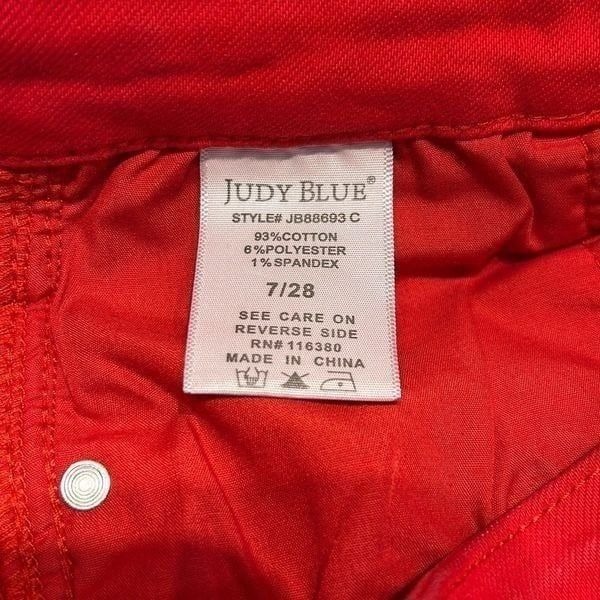 JUDY BLUE®
STYLE# JB88693 C
93%COTTON
6%POLYESTER
1%SPANDEX
7/28
SEE CARE ON
REVERSE SIDE
RN# 116380
MADE IN CHINA